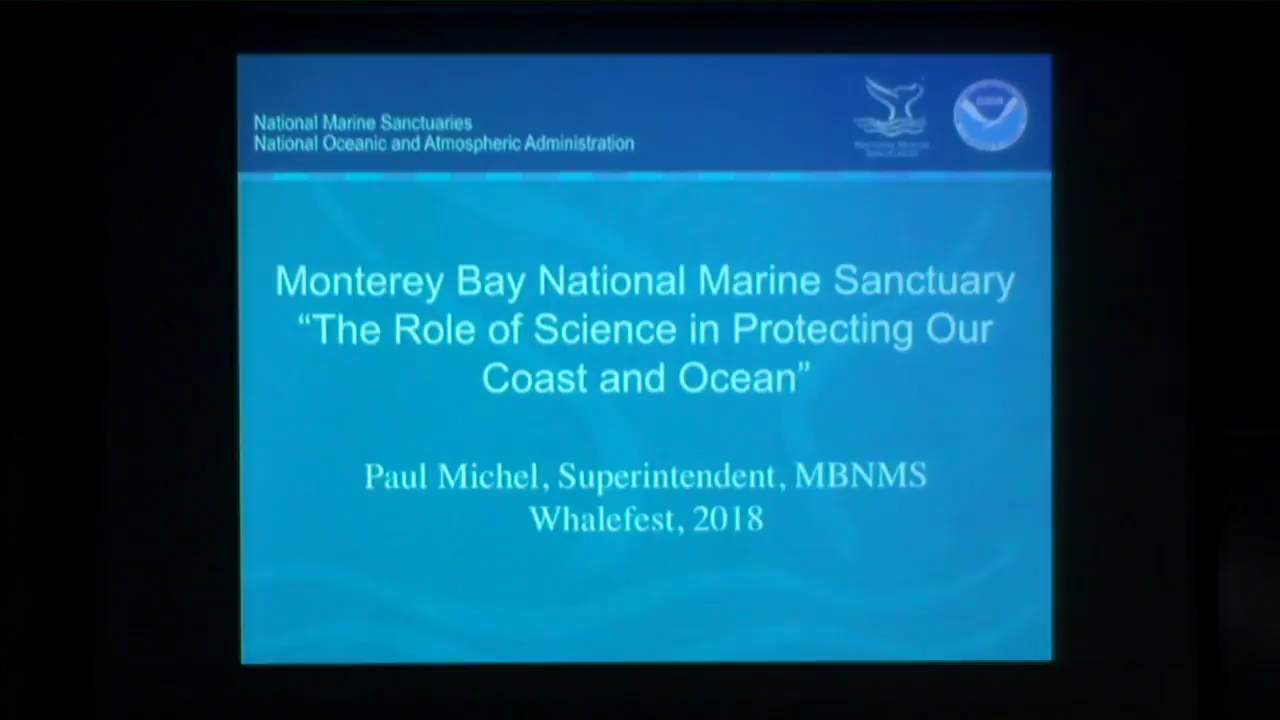 National Marine Sanctuaries
National Oceanic and Atmospheric Administration
Monterey Bay National Marine Sanctuary
“The Role of Science in Protecting Our
Coast and Ocean”
Paul Michel, Superintendent, MBNMS
Whalefest, 2018